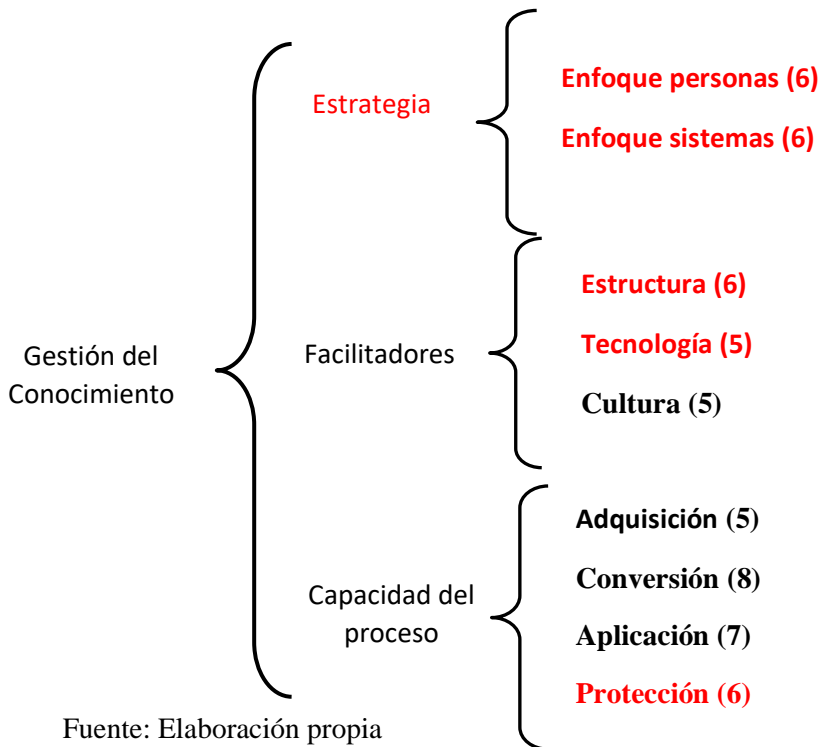 Estrategia
Enfoque personas (6)
Enfoque sistemas (6)
Gestión del
Conocimiento
Facilitadores
Estructura (6)
Tecnología (5)
Cultura (5)
Capacidad del
proceso
Adquisición (5)
Conversión (8)
Aplicación (7)
Protección (6)
Fuente: Elaboración propia